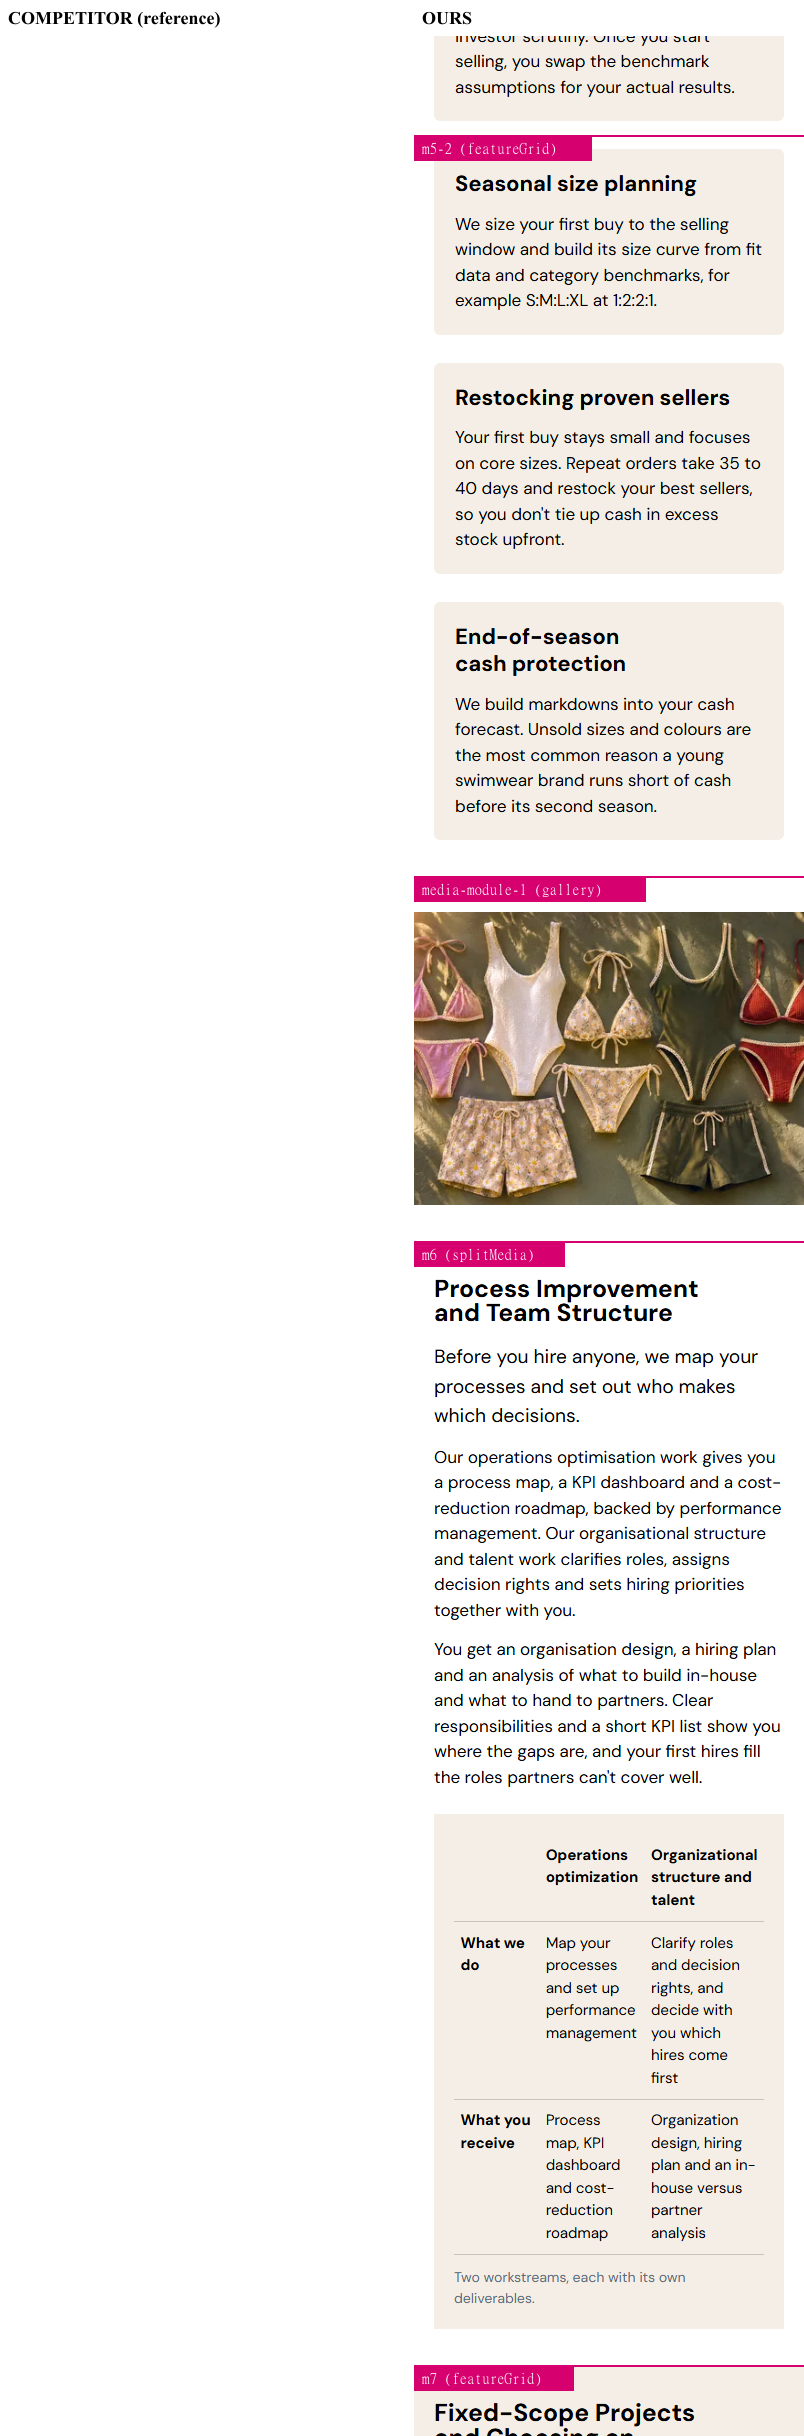 COMPETITOR (reference)
OURS
investor scrutiny. Once you start
selling, you swap the benchmark
assumptions for your actual results.
m5-2 (featureGrid)
Seasonal size planning
We size your first buy to the selling
window and build its size curve from fit
data and category benchmarks, for
example S:M:L:XL at 1:2:2:1.
Restocking proven sellers
Your first buy stays small and focuses
on core sizes. Repeat orders take 35 to
40 days and restock your best sellers,
so you don't tie up cash in excess
stock upfront.
End-of-season
cash protection
We build markdowns into your cash
forecast. Unsold sizes and colours are
the most common reason a young
swimwear brand runs short of cash
before its second season.
media-module-1 (gallery)
m6 (splitMedia)
Process Improvement
and Team Structure
Before you hire anyone, we map your
processes and set out who makes
which decisions.
Our operations optimisation work gives you
a process map, a KPI dashboard and a cost-
reduction roadmap, backed by performance
management. Our organisational structure
and talent work clarifies roles, assigns
decision rights and sets hiring priorities
together with you.
You get an organisation design, a hiring plan
and an analysis of what to build in-house
and what to hand to partners. Clear
responsibilities and a short KPI list show you
where the gaps are, and your first hires fill
the roles partners can't cover well.
Operations
optimization
Organizational
structure and
talent
What we
do
Map your
processes
and set up
performance
management
Clarify roles
and decision
rights, and
decide with
you which
hires come
first
What you
receive
Process
map, KPI
dashboard
and cost-
reduction
roadmap
Organization
design, hiring
plan and an in-
house versus
partner
analysis
Two workstreams, each with its own
deliverables.
m7 (featureGrid)
Fixed-Scope Projects
and Choosing an